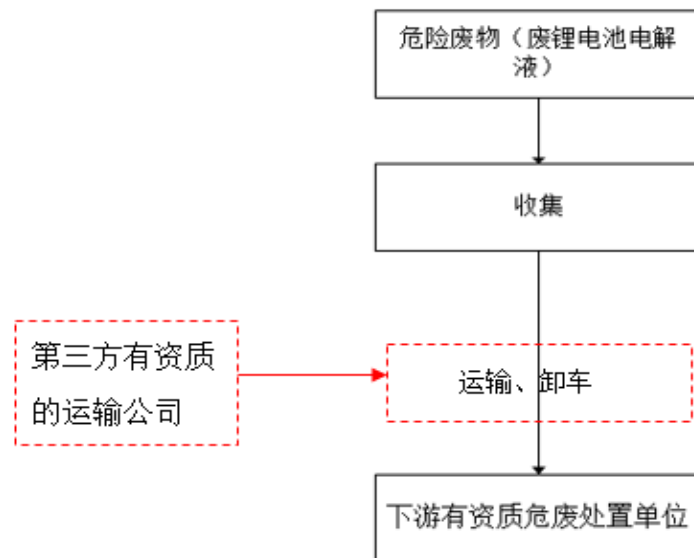 危险废物（废锂电池电解
液）
收集
第三方有资质
的运输公司
运输、卸车
下游有资质危废处置单位